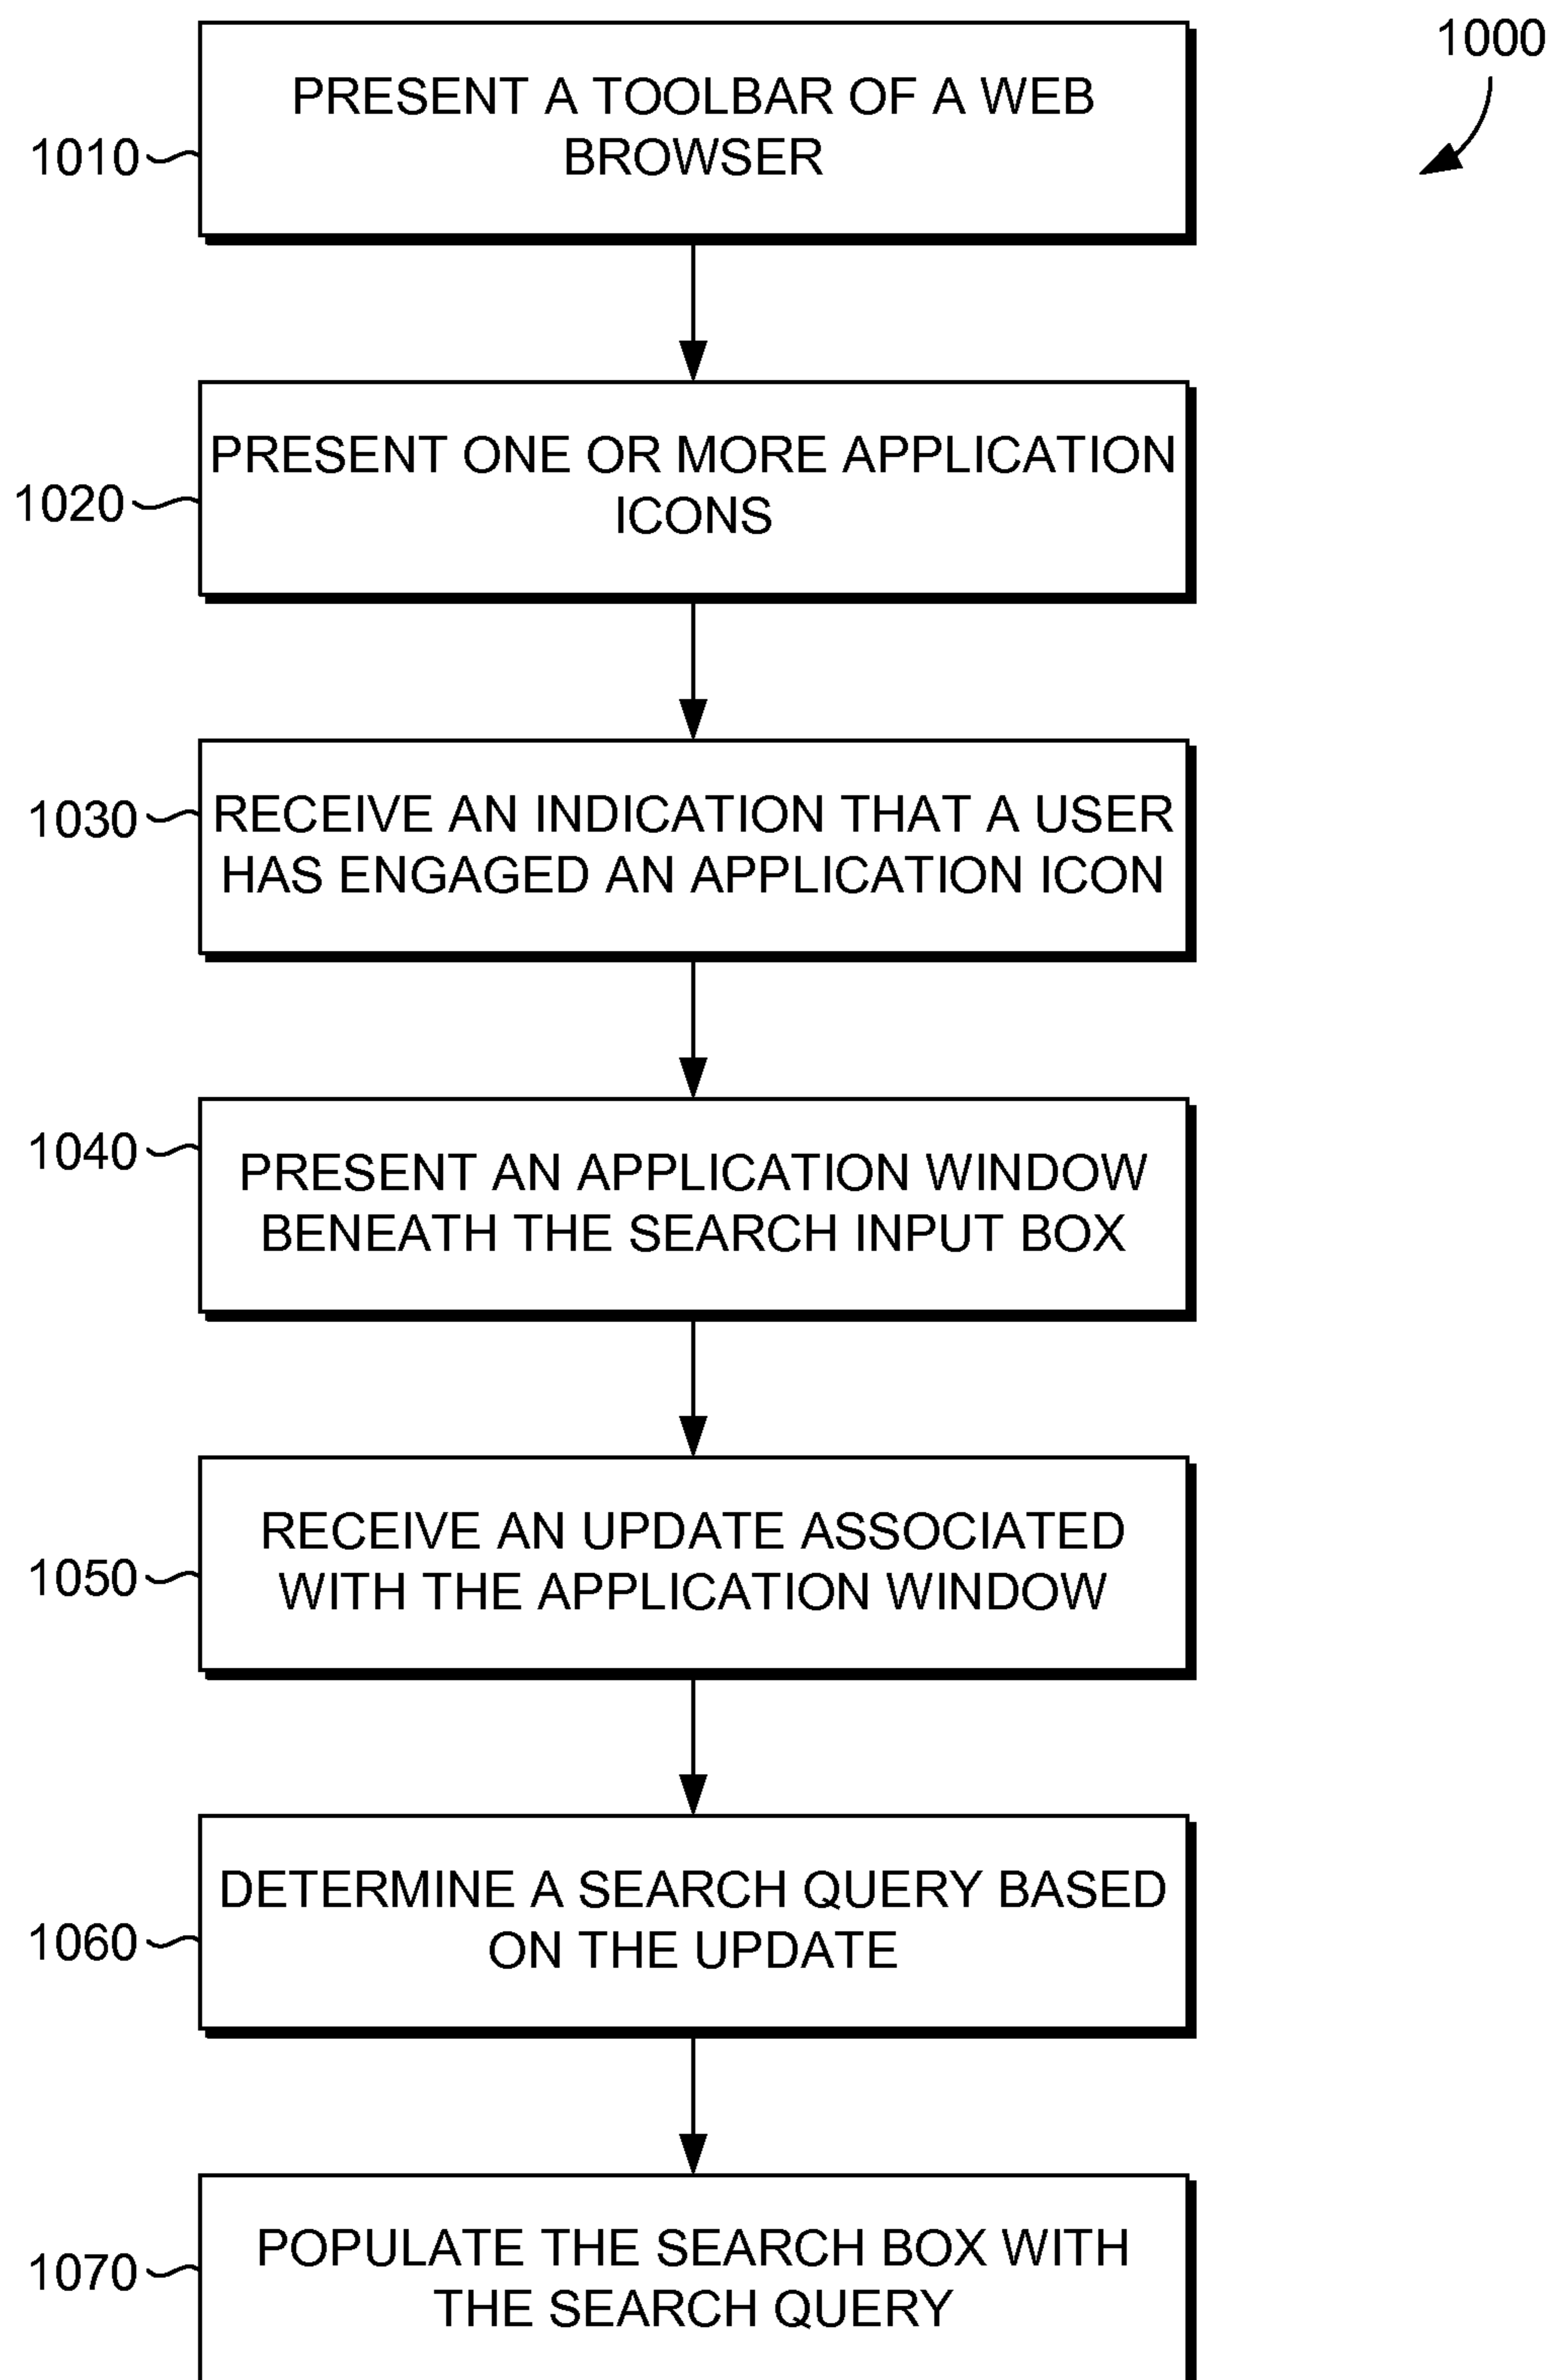 1000
PRESENT A TOOLBAR OF A WEB
BROWSER
1010
PRESENT ONE OR MORE APPLICATION
ICONS
1020
RECEIVE AN INDICATION THAT A USER
HAS ENGAGED AN APPLICATION ICON
1030
PRESENT AN APPLICATION WINDOW
BENEATH THE SEARCH INPUT BOX
1040
RECEIVE AN UPDATE ASSOCIATED
WITH THE APPLICATION WINDOW
1050
DETERMINE A SEARCH QUERY BASED
ON THE UPDATE
1060
POPULATE THE SEARCH BOX WITH
THE SEARCH QUERY
1070